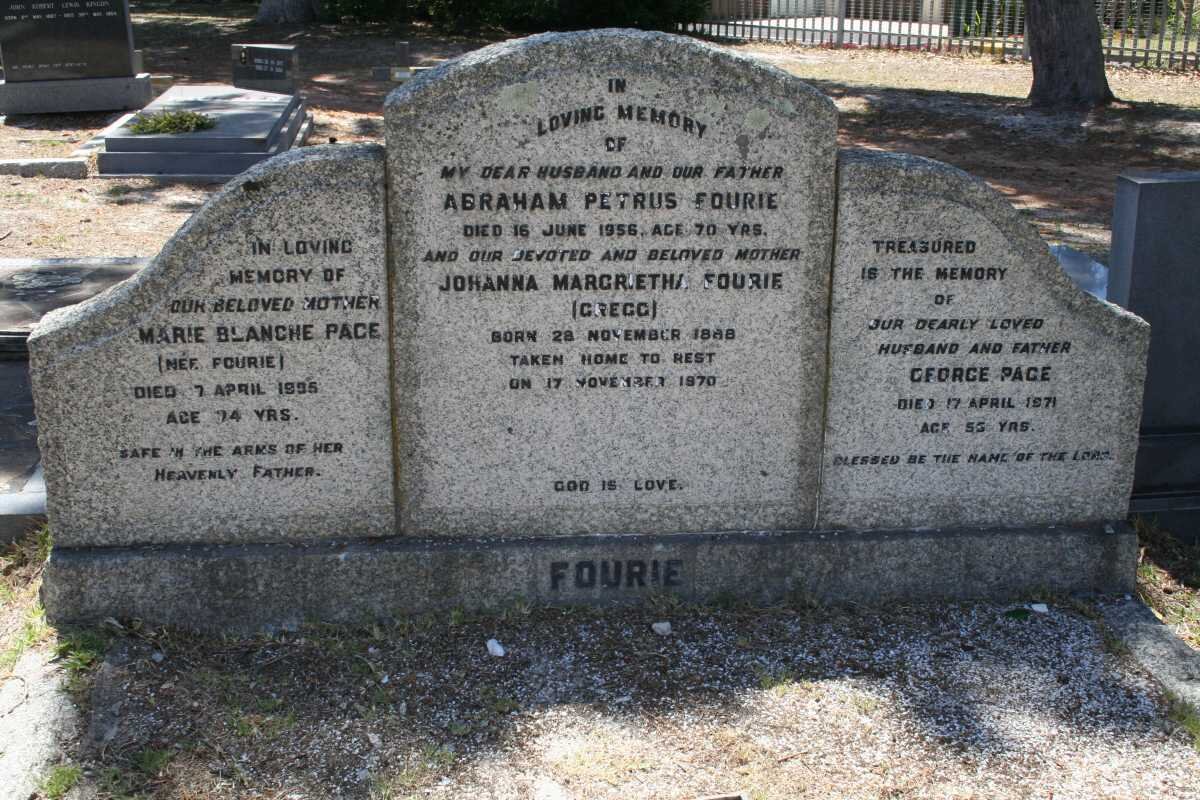 JOHN ROBERT LEWIS KINGON
IN LOVING
MEMORY OF
OUR BELOVED MOTHER
MARIE BLANCHE PAGE
(NÉE FOURIE)
DIED 7 APRIL 1995
AGE 74 YRS.
SAFE IN THE ARMS OF HER
HEAVENLY FATHER.
IN
LOVING MEMORY
OF
MY DEAR HUSBAND AND OUR FATHER
ABRAHAM PETRUS FOURIE
DIED 16 JUNE 1956, AGE 70 YRS.
AND OUR DEVOTED AND BELOVED MOTHER
JOHANNA MARGRIETHA FOURIE
(GREGG)
BORN 28 NOVEMBER 1888
TAKEN HOME TO REST
ON 17 NOVEMBER 1970
GOD IS LOVE.
TREASURED
IS THE MEMORY
OF
OUR DEARLY LOVED
HUSBAND AND FATHER
GEORGE PAGE
DIED 17 APRIL 1971
AGE 55 YRS.
BLESSED BE THE NAME OF THE LORD.
FOURIE